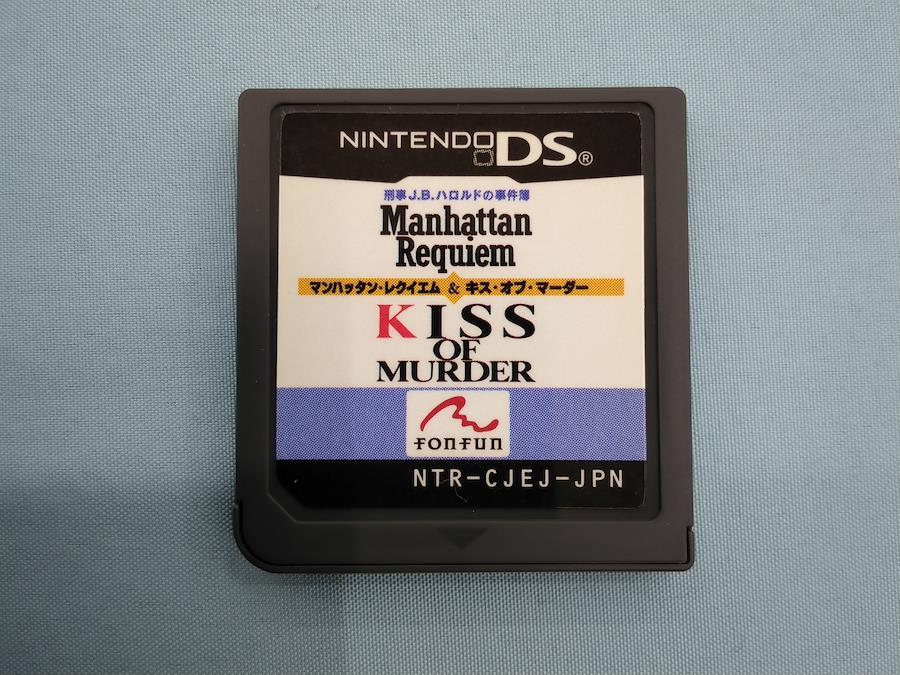 NINTENDO DS®
刑事J.B.ハロルドの事件簿
Manhattan
Requiem
マンハッタン・レクイエム & キス・オブ・マーダー
KISS
OF
MURDER
fonfun
NTR-CJEJ-JPN